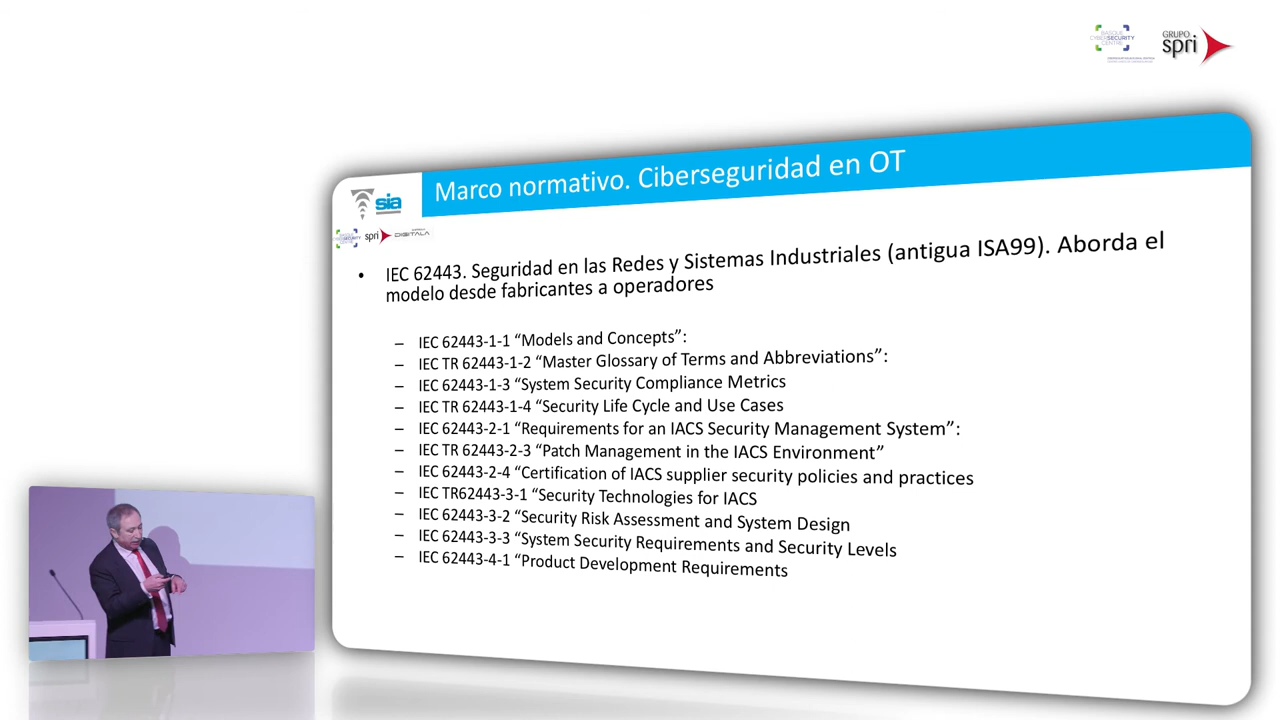 BASQUE
CYBERSECURITY
CENTRE
GRUPO
spri
Marco normativo. Ciberseguridad en OT
sia
spri
DIGITALA
• IEC 62443. Seguridad en las Redes y Sistemas Industriales (antigua ISA99). Aborda el
modelo desde fabricantes a operadores
– IEC 62443-1-1 “Models and Concepts”:
– IEC TR 62443-1-2 “Master Glossary of Terms and Abbreviations”:
– IEC 62443-1-3 “System Security Compliance Metrics
– IEC TR 62443-1-4 “Security Life Cycle and Use Cases
– IEC 62443-2-1 “Requirements for an IACS Security Management System”:
– IEC TR 62443-2-3 “Patch Management in the IACS Environment”
– IEC 62443-2-4 “Certification of IACS supplier security policies and practices
– IEC TR62443-3-1 “Security Technologies for IACS
– IEC 62443-3-2 “Security Risk Assessment and System Design
– IEC 62443-3-3 “System Security Requirements and Security Levels
– IEC 62443-4-1 “Product Development Requirements